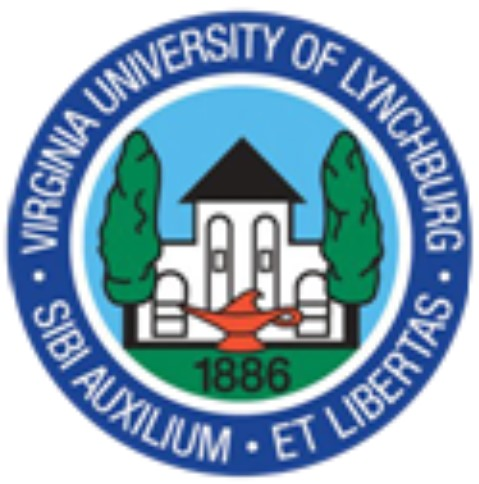 VIRGINIA UNIVERSITY OF LYNCHBURG
1886
SIBI AUXILIUM • ET LIBERTAS